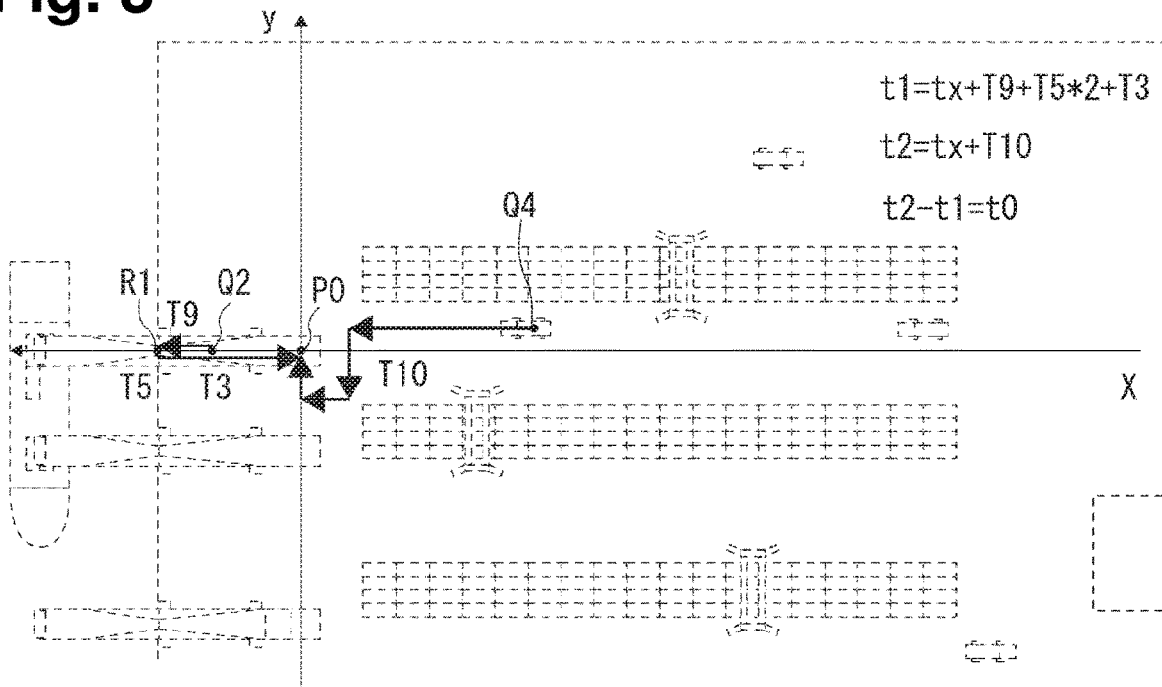 Fig. 8
y
t1=tx+T9+T5*2+T3
t2=tx+T10
t2-t1=t0
Q4
R1
T9
Q2
P0
T5
T3
T10
X